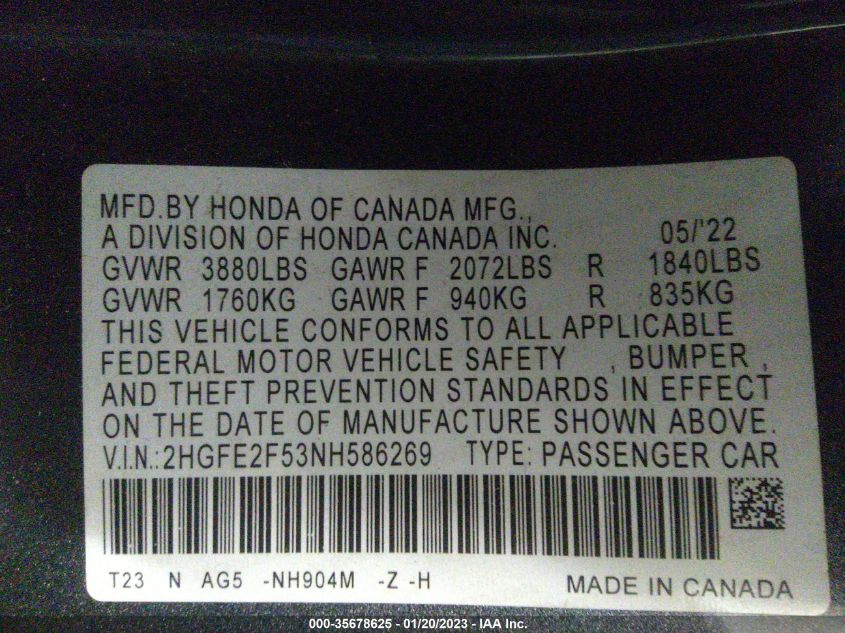 MFD.BY HONDA OF CANADA MFG.,
A DIVISION OF HONDA CANADA INC. 05/'22
GVWR 3880LBS GAWR F 2072LBS R 1840LBS
GVWR 1760KG GAWR F 940KG R 835KG
THIS VEHICLE CONFORMS TO ALL APPLICABLE
FEDERAL MOTOR VEHICLE SAFETY , BUMPER ,
AND THEFT PREVENTION STANDARDS IN EFFECT
ON THE DATE OF MANUFACTURE SHOWN ABOVE.
V.I.N.:2HGFE2F53NH586269 TYPE: PASSENGER CAR
T23 N AG5 -NH904M -Z -H MADE IN CANADA
000-35678625 - 01/20/2023 - IAA Inc.